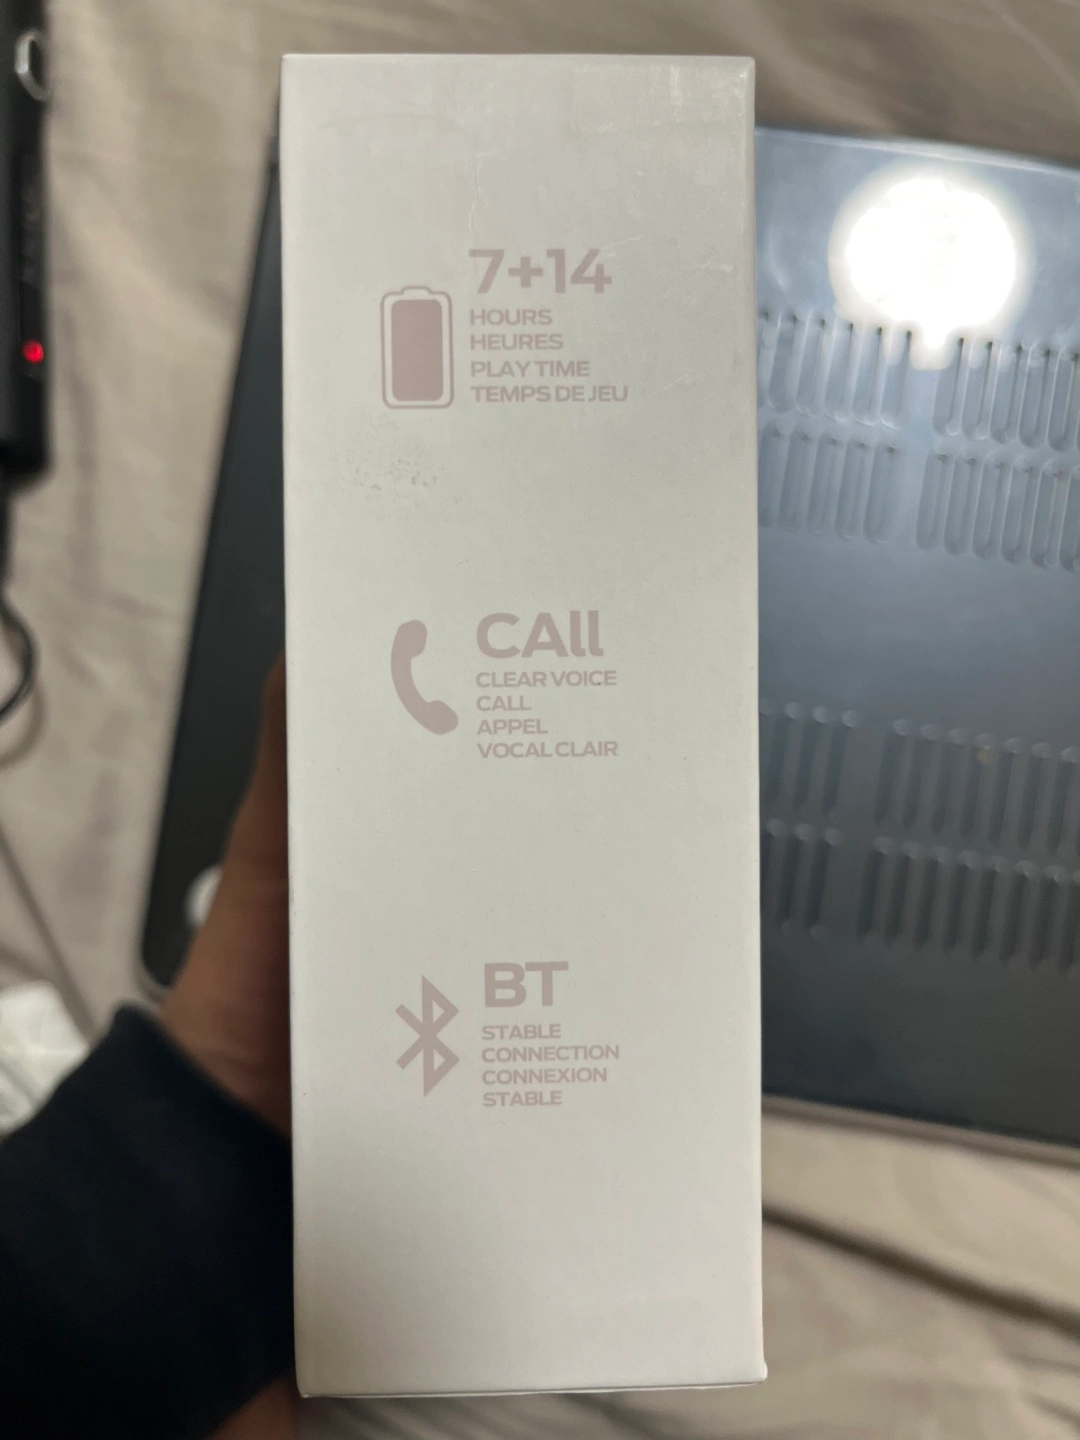 7+14
HOURS
HEURES
PLAY TIME
TEMPS DE JEU
CAll
CLEAR VOICE
CALL
APPEL
VOCAL CLAIR
BT
STABLE
CONNECTION
CONNEXION
STABLE